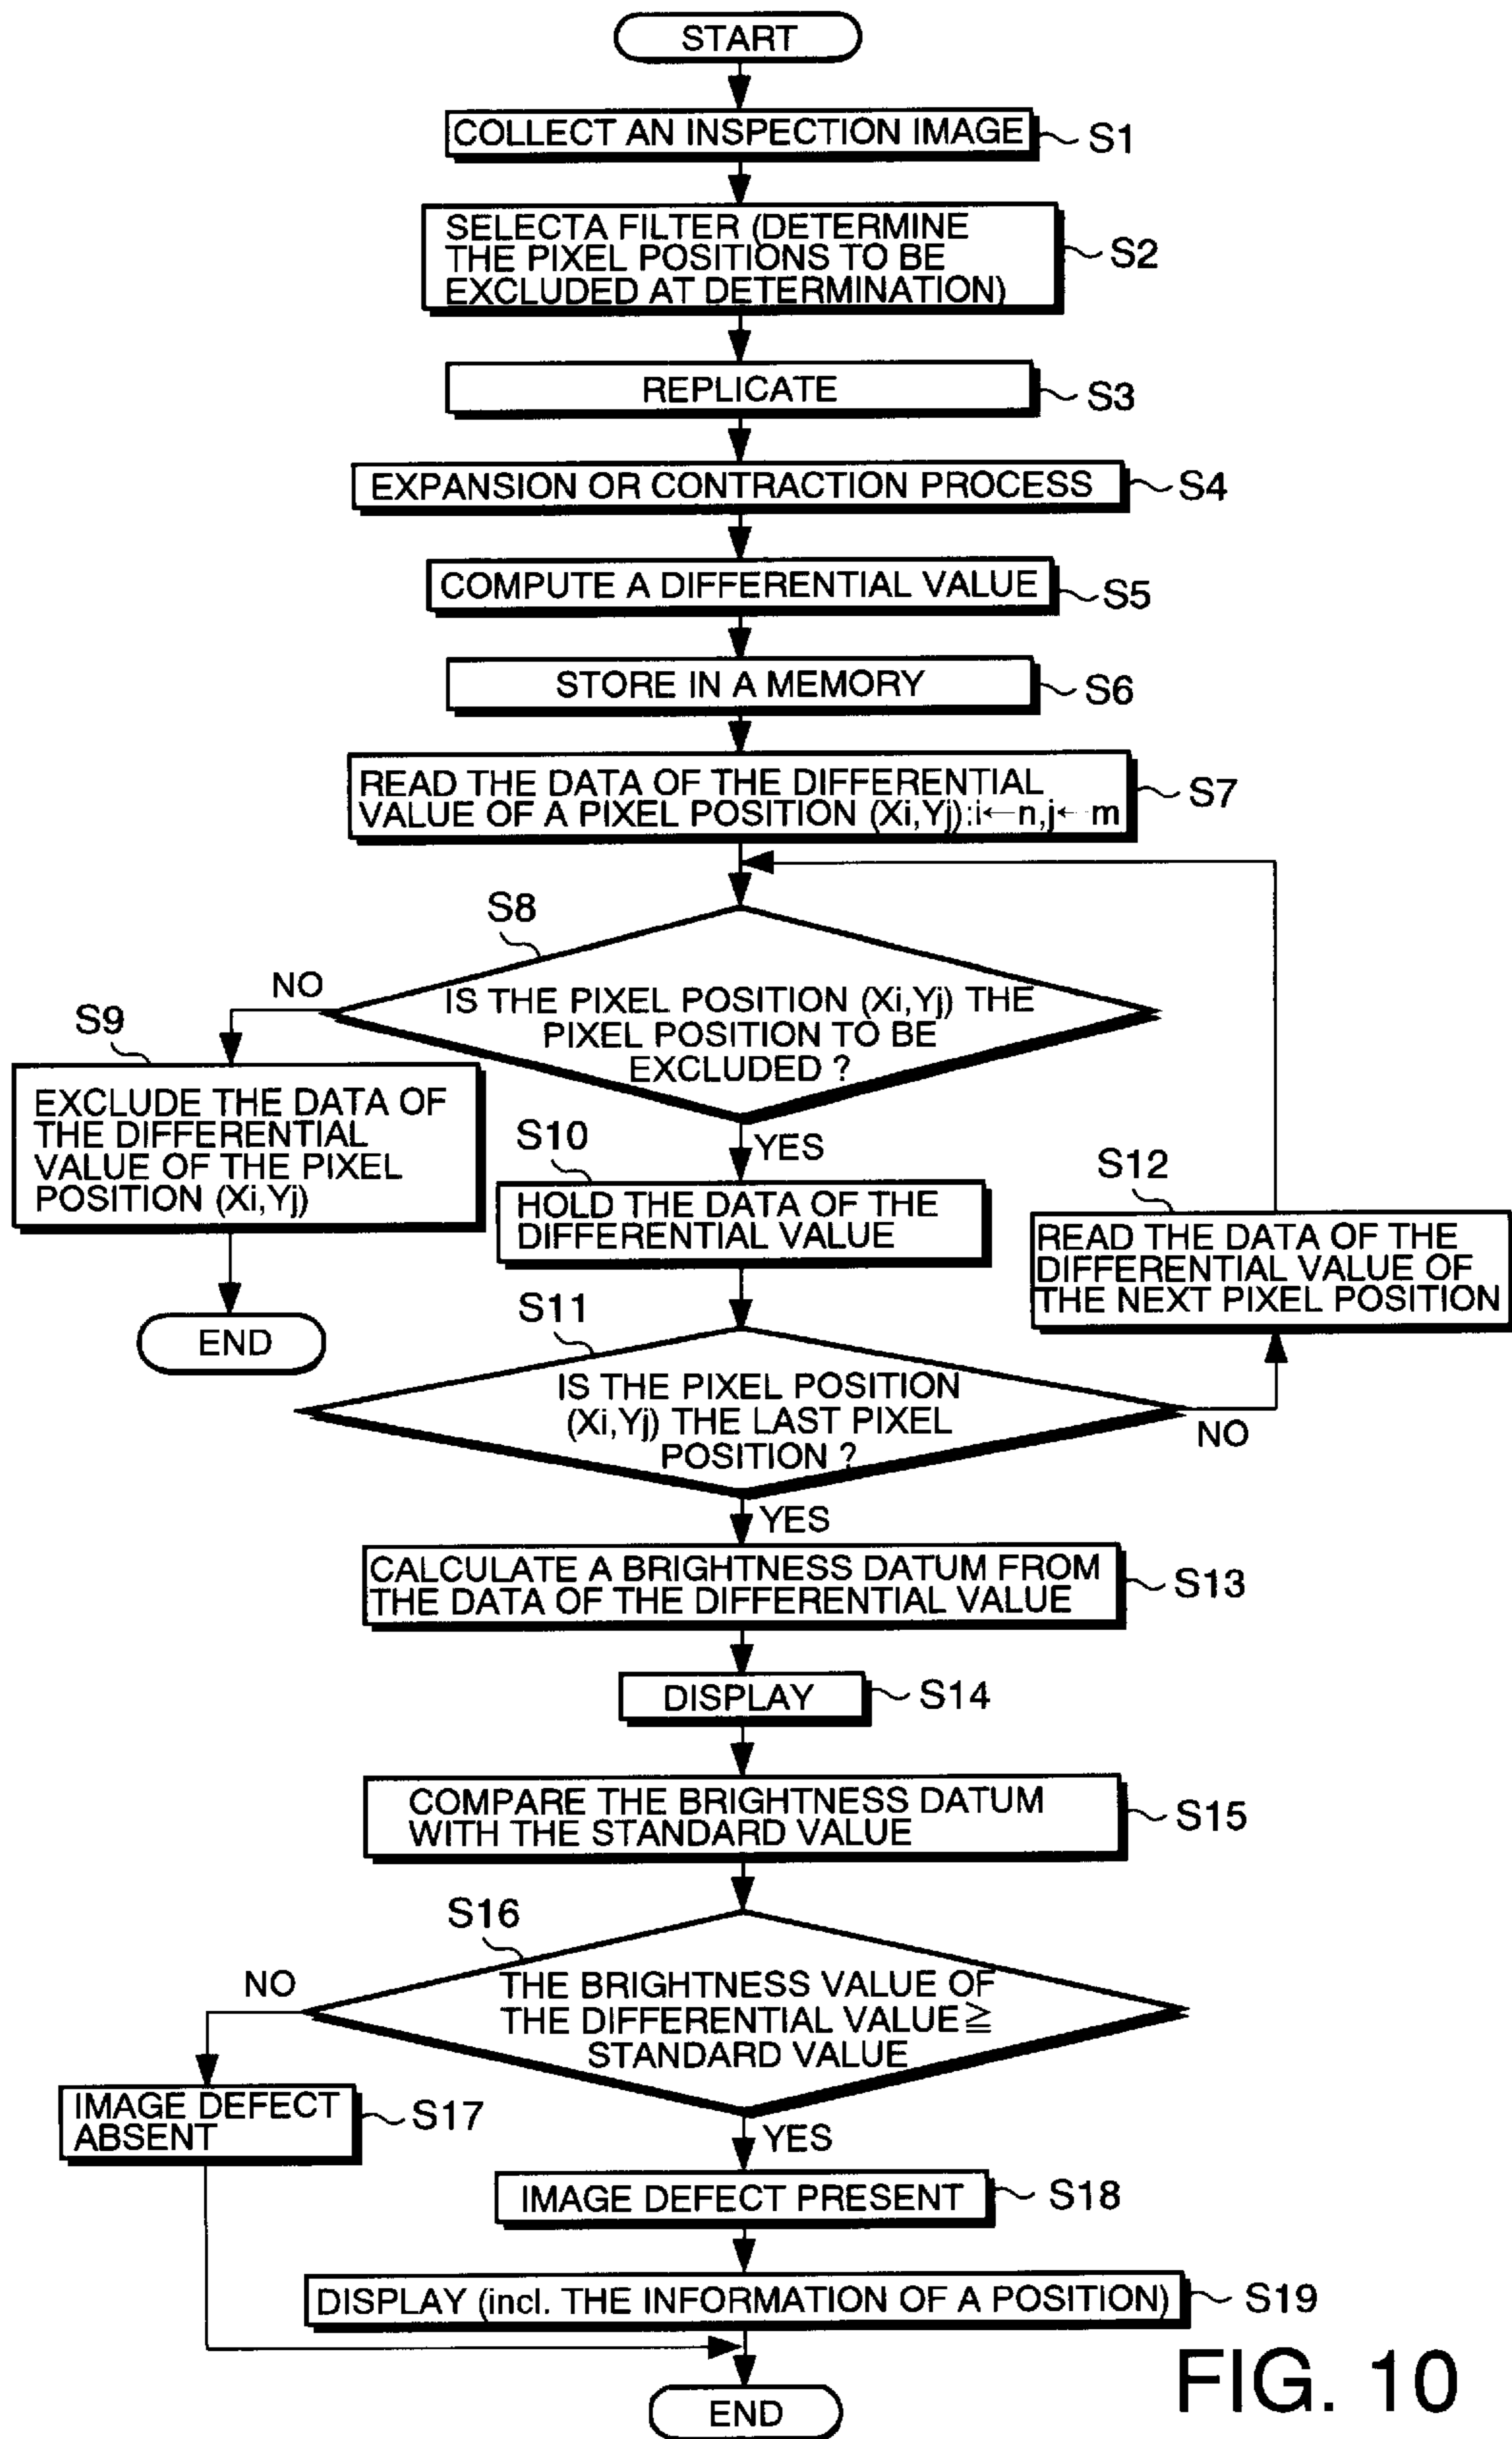 START
COLLECT AN INSPECTION IMAGE
S1
SELECTA FILTER (DETERMINE
THE PIXEL POSITIONS TO BE
EXCLUDED AT DETERMINATION)
S2
REPLICATE
S3
EXPANSION OR CONTRACTION PROCESS
S4
COMPUTE A DIFFERENTIAL VALUE
S5
STORE IN A MEMORY
S6
READ THE DATA OF THE DIFFERENTIAL
VALUE OF A PIXEL POSITION (Xi,Yj):i←n,j←m
S7
S8
IS THE PIXEL POSITION (Xi,Yj) THE
PIXEL POSITION TO BE
EXCLUDED ?
NO
S9
EXCLUDE THE DATA OF
THE DIFFERENTIAL
VALUE OF THE PIXEL
POSITION (Xi,Yj)
END
YES
S10
HOLD THE DATA OF THE
DIFFERENTIAL VALUE
S12
READ THE DATA OF THE
DIFFERENTIAL VALUE OF
THE NEXT PIXEL POSITION
S11
IS THE PIXEL POSITION
(Xi,Yj) THE LAST PIXEL
POSITION ?
NO
YES
CALCULATE A BRIGHTNESS DATUM FROM
THE DATA OF THE DIFFERENTIAL VALUE
S13
DISPLAY
S14
COMPARE THE BRIGHTNESS DATUM
WITH THE STANDARD VALUE
S15
S16
THE BRIGHTNESS VALUE OF
THE DIFFERENTIAL VALUE≧
STANDARD VALUE
NO
IMAGE DEFECT
ABSENT
S17
YES
IMAGE DEFECT PRESENT
S18
DISPLAY (incl. THE INFORMATION OF A POSITION)
S19
END
FIG. 10